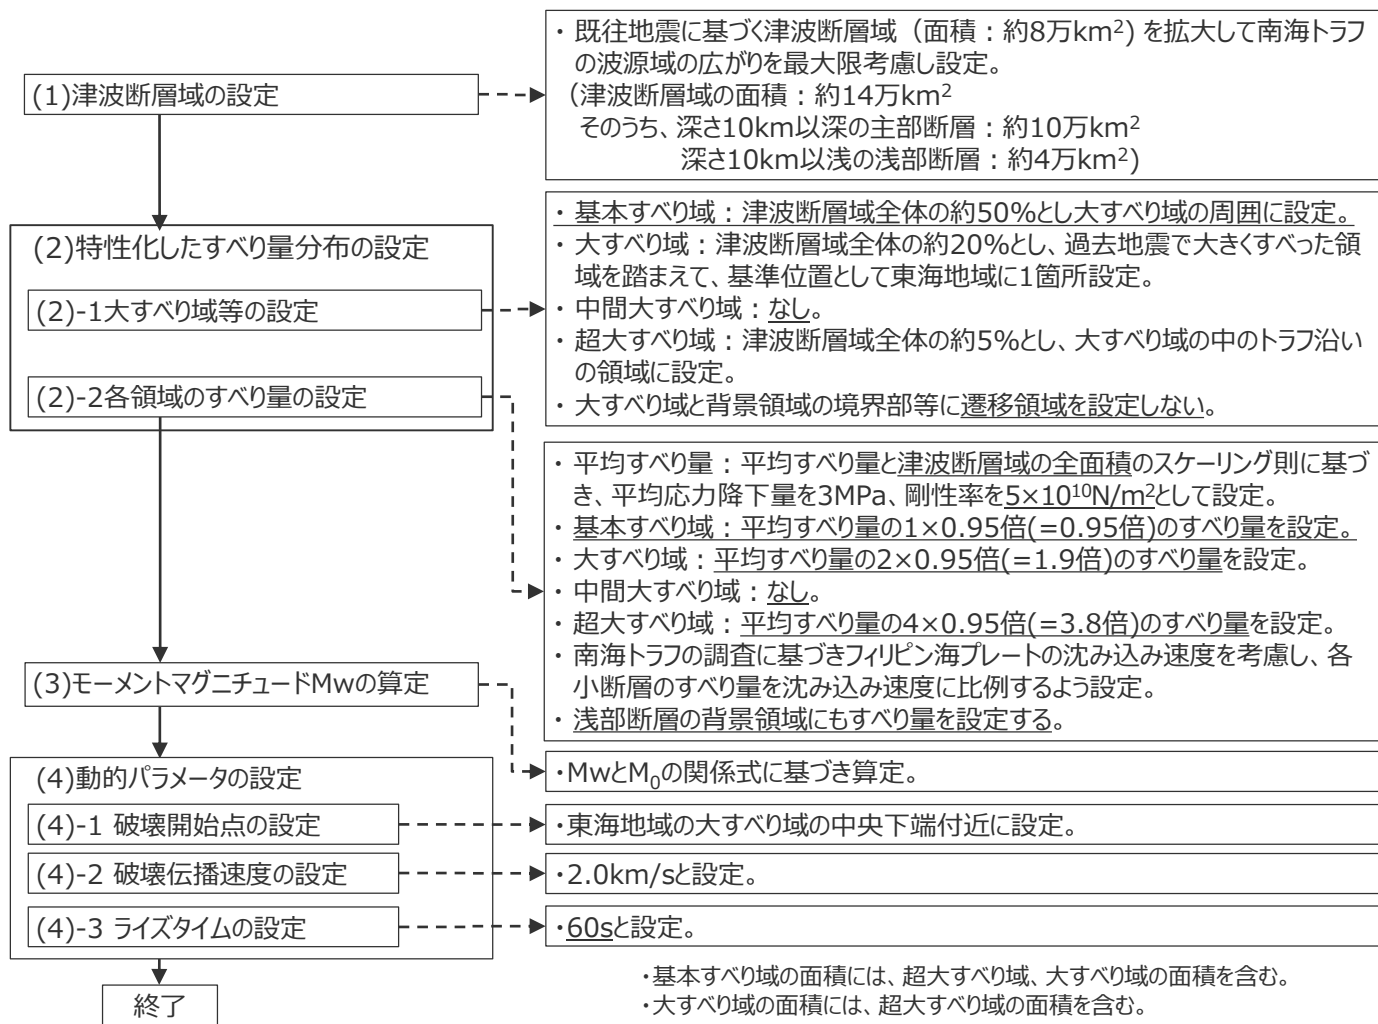 ・ 既往地震に基づく津波断層域（面積：約8万km²) を拡大して南海トラフ
の波源域の広がりを最大限考慮し設定。
（津波断層域の面積：約14万km²
そのうち、深さ10km以深の主部断層：約10万km²
深さ10km以浅の浅部断層：約4万km²)
(1)津波断層域の設定
(2)特性化したすべり量分布の設定
(2)-1大すべり域等の設定
(2)-2各領域のすべり量の設定
・ 基本すべり域：津波断層域全体の約50%とし大すべり域の周囲に設定。
・ 大すべり域：津波断層域全体の約20%とし、過去地震で大きくすべった領
域を踏まえて、基準位置として東海地域に1箇所設定。
・ 中間大すべり域：なし。
・ 超大すべり域：津波断層域全体の約5%とし、大すべり域の中のトラフ沿い
の領域に設定。
・ 大すべり域と背景領域の境界部等に遷移領域を設定しない。
・ 平均すべり量：平均すべり量と津波断層域の全面積のスケーリング則に基づ
き、平均応力降下量を3MPa、剛性率を5×10¹⁰N/m²として設定。
・ 基本すべり域：平均すべり量の1×0.95倍(=0.95倍)のすべり量を設定。
・ 大すべり域：平均すべり量の2×0.95倍(=1.9倍)のすべり量を設定。
・ 中間大すべり域：なし。
・ 超大すべり域：平均すべり量の4×0.95倍(=3.8倍)のすべり量を設定。
・ 南海トラフの調査に基づきフィリピン海プレートの沈み込み速度を考慮し、各
小断層のすべり量を沈み込み速度に比例するよう設定。
・ 浅部断層の背景領域にもすべり量を設定する。
(3)モーメントマグニチュードMwの算定
・MwとM₀の関係式に基づき算定。
(4)動的パラメータの設定
(4)-1 破壊開始点の設定
・東海地域の大すべり域の中央下端付近に設定。
(4)-2 破壊伝播速度の設定
・2.0km/sと設定。
(4)-3 ライズタイムの設定
・60sと設定。
終了
・基本すべり域の面積には、超大すべり域、大すべり域の面積を含む。
・大すべり域の面積には、超大すべり域の面積を含む。